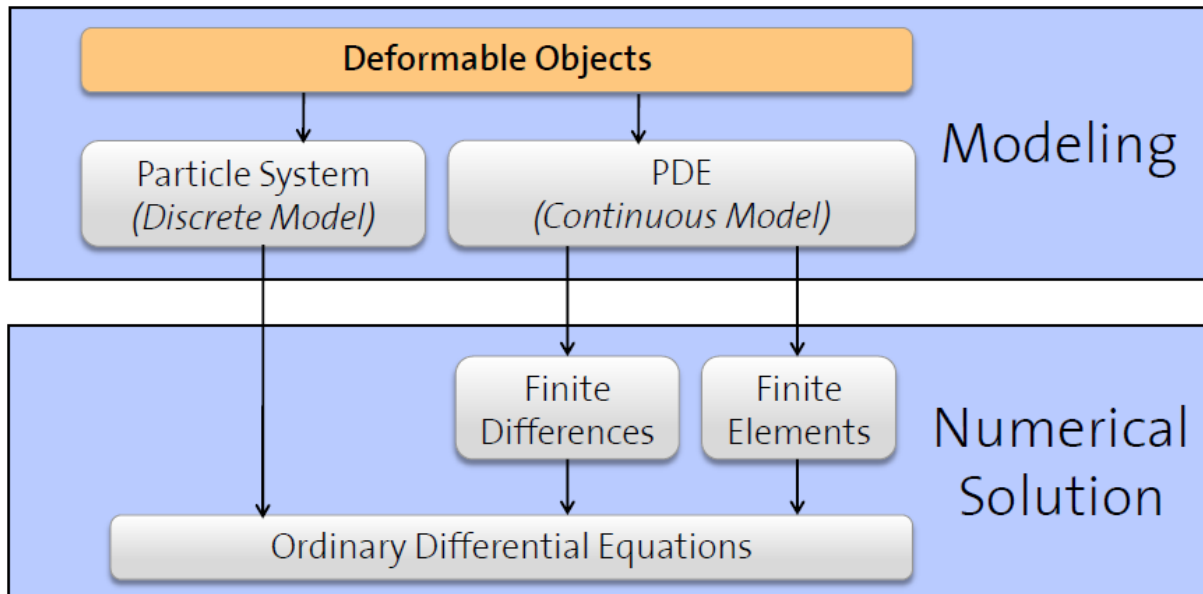 Deformable Objects
Modeling
Particle System
(Discrete Model)
PDE
(Continuous Model)
Finite
Differences
Finite
Elements
Numerical
Solution
Ordinary Differential Equations